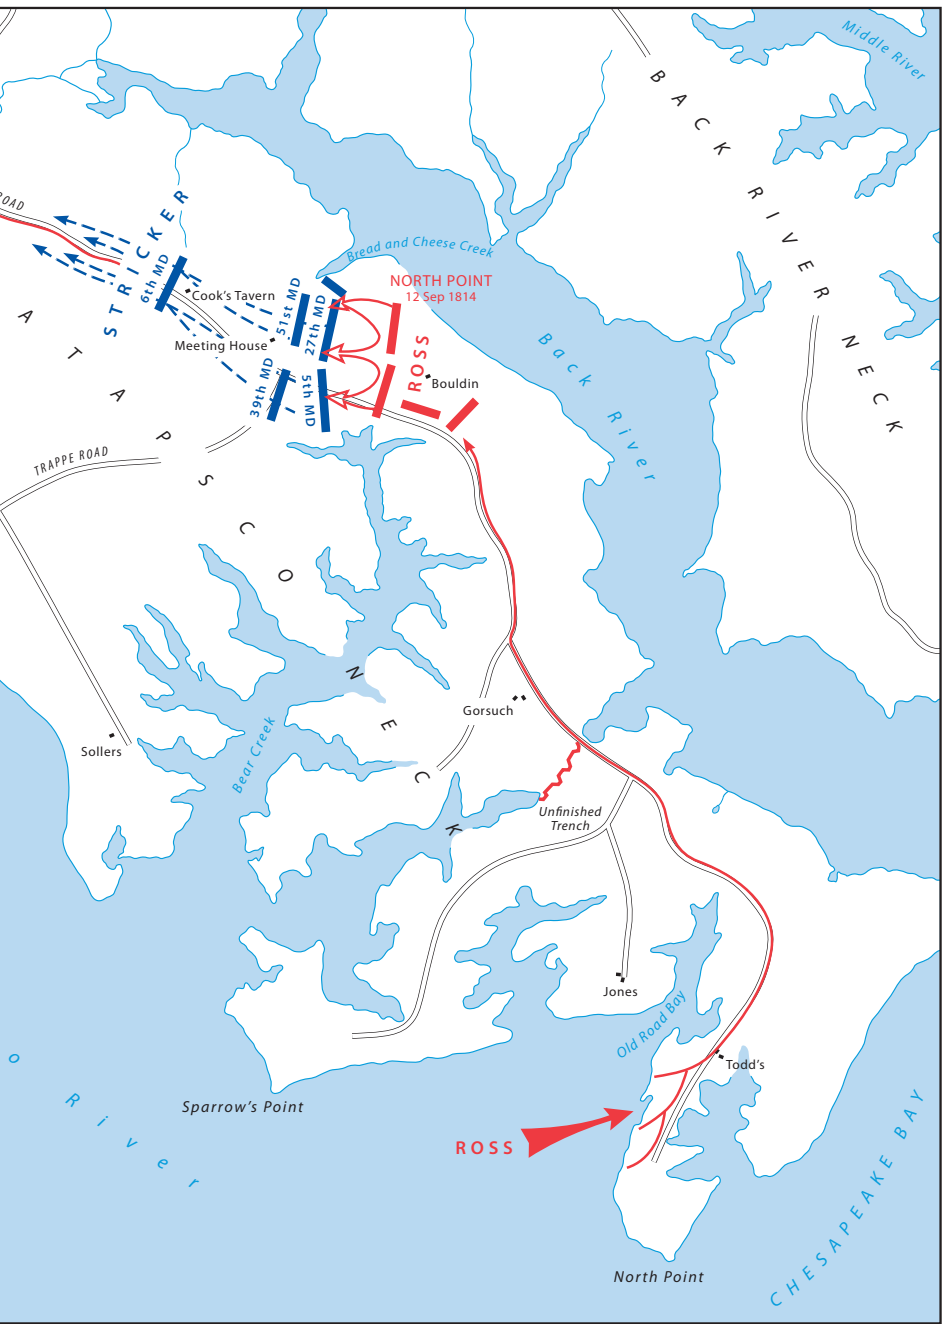 Middle River
BACK RIVER NECK
OAD
STRICKER
6th MD
Bread and Cheese Creek
NORTH POINT
12 Sep 1814
Cook's Tavern
51st MD
27th MD
Meeting House
ROSS
Bouldin
39th MD
5th MD
Back River
TRAPPE ROAD
ATAPSCO NECK
Gorsuch
Sollers
Bear Creek
Unfinished
Trench
Jones
Old Road Bay
Todd's
o River
Sparrow's Point
ROSS
CHESAPEAKE BAY
North Point